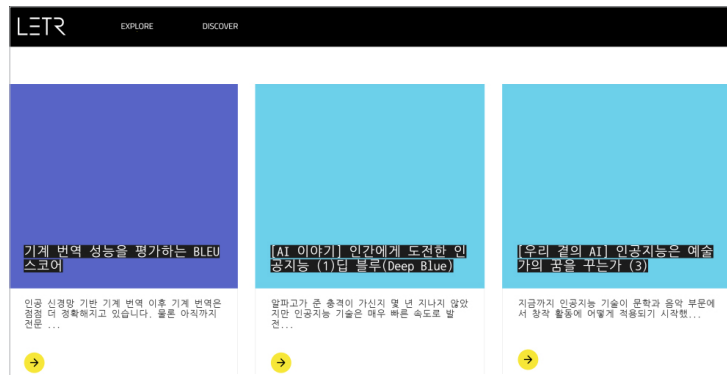 LETR
EXPLORE
DISCOVER
기계 번역 성능을 평가하는 BLEU
스코어
인공 신경망 기반 기계 번역 이후 기계 번역은
점점 더 정확해지고 있습니다. 물론 아직까지
전문 ...
[AI 이야기] 인간에게 도전한 인
공지능 (1)딥 블루(Deep Blue)
알파고가 준 충격이 가신지 몇 년 지나지 않았
지만 인공지능 기술은 매우 빠른 속도로 발
전...
[우리 곁의 AI] 인공지능은 예술
가의 꿈을 꾸는가 (3)
지금까지 인공지능 기술이 문학과 음악 부문에
서 창작 활동에 어떻게 적용되기 시작했...